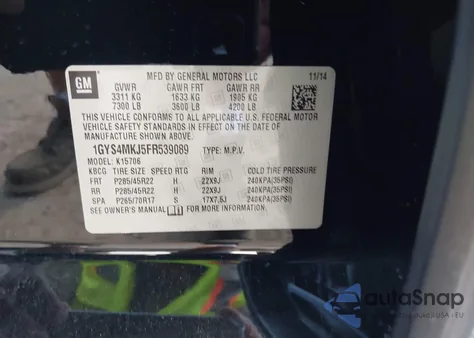 GM
MFD BY GENERAL MOTORS LLC 11/14
GVWR GAWR FRT GAWR RR
3311 KG 1633 KG 1905 KG
7300 LB 3600 LB 4200 LB
THIS VEHICLE CONFORMS TO ALL APPLICABLE U.S. FEDERAL MOTOR
VEHICLE SAFETY STANDARDS IN EFFECT ON THE DATE OF
MANUFACTURE SHOWN ABOVE.
1GYS4MKJ5FR539089 TYPE: M.P.V.
MODEL: K15706
KBCG TIRE SIZE SPEED RTG RIM COLD TIRE PRESSURE
FRT P285/45R22 H 22X9J 240KPA(35PSI)
RR P285/45R22 H 22X9J 240KPA(35PSI)
SPA P265/70R17 S 17X7.5J 240KPA(35PSI)
SEE OWNER'S MANUAL FOR ADDITIONAL INFORMATION
autoSnap